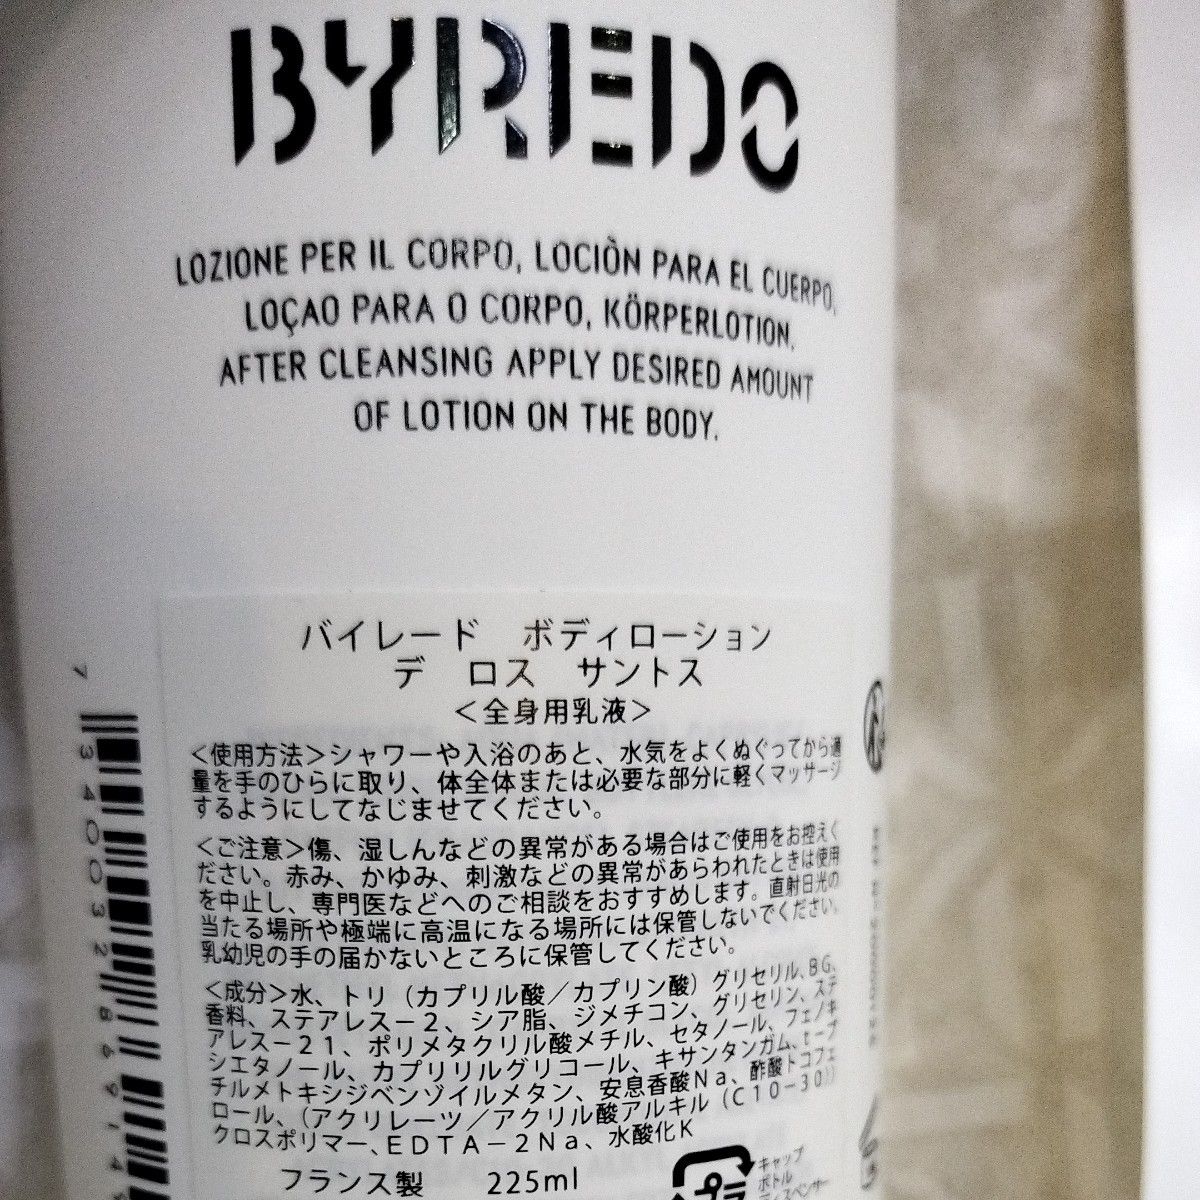 BYREDO
LOZIONE PER IL CORPO, LOCIÒN PARA EL CUERPO,
LOÇAO PARA O CORPO, KÖRPERLOTION.
AFTER CLEANSING APPLY DESIRED AMOUNT
OF LOTION ON THE BODY.
バイレード ボディローション
デ ロス サントス
<全身用乳液>
<使用方法>シャワーや入浴のあと、水気をよくぬぐってから適
量を手のひらに取り、体全体または必要な部分に軽くマッサージ
するようにしてなじませてください。
<ご注意>傷、湿しんなどの異常がある場合はご使用をお控えく
ださい。赤み、かゆみ、刺激などの異常があらわれたときは使用
を中止し、専門医などへのご相談をおすすめします。直射日光の
当たる場所や極端に高温になる場所には保管しないでください。
乳幼児の手の届かないところに保管してください。
<成分>水、トリ(カプリル酸/カプリン酸)グリセリル、BG、
香料、ステアレス-2、シア脂、ジメチコン、グリセリン、ステ
アレス-21、ポリメタクリル酸メチル、セタノール、フェノキ
シエタノール、カプリリルグリコール、キサンタンガム、t-ブ
チルメトキシジベンゾイルメタン、安息香酸Na、酢酸トコフェ
ロール、(アクリレーツ/アクリル酸アルキル(C10-30))
クロスポリマー、EDTA-2Na、水酸化K
フランス製 225ml
プラ
キャップ
ボトル
ディスペンサー
7 340032 86914